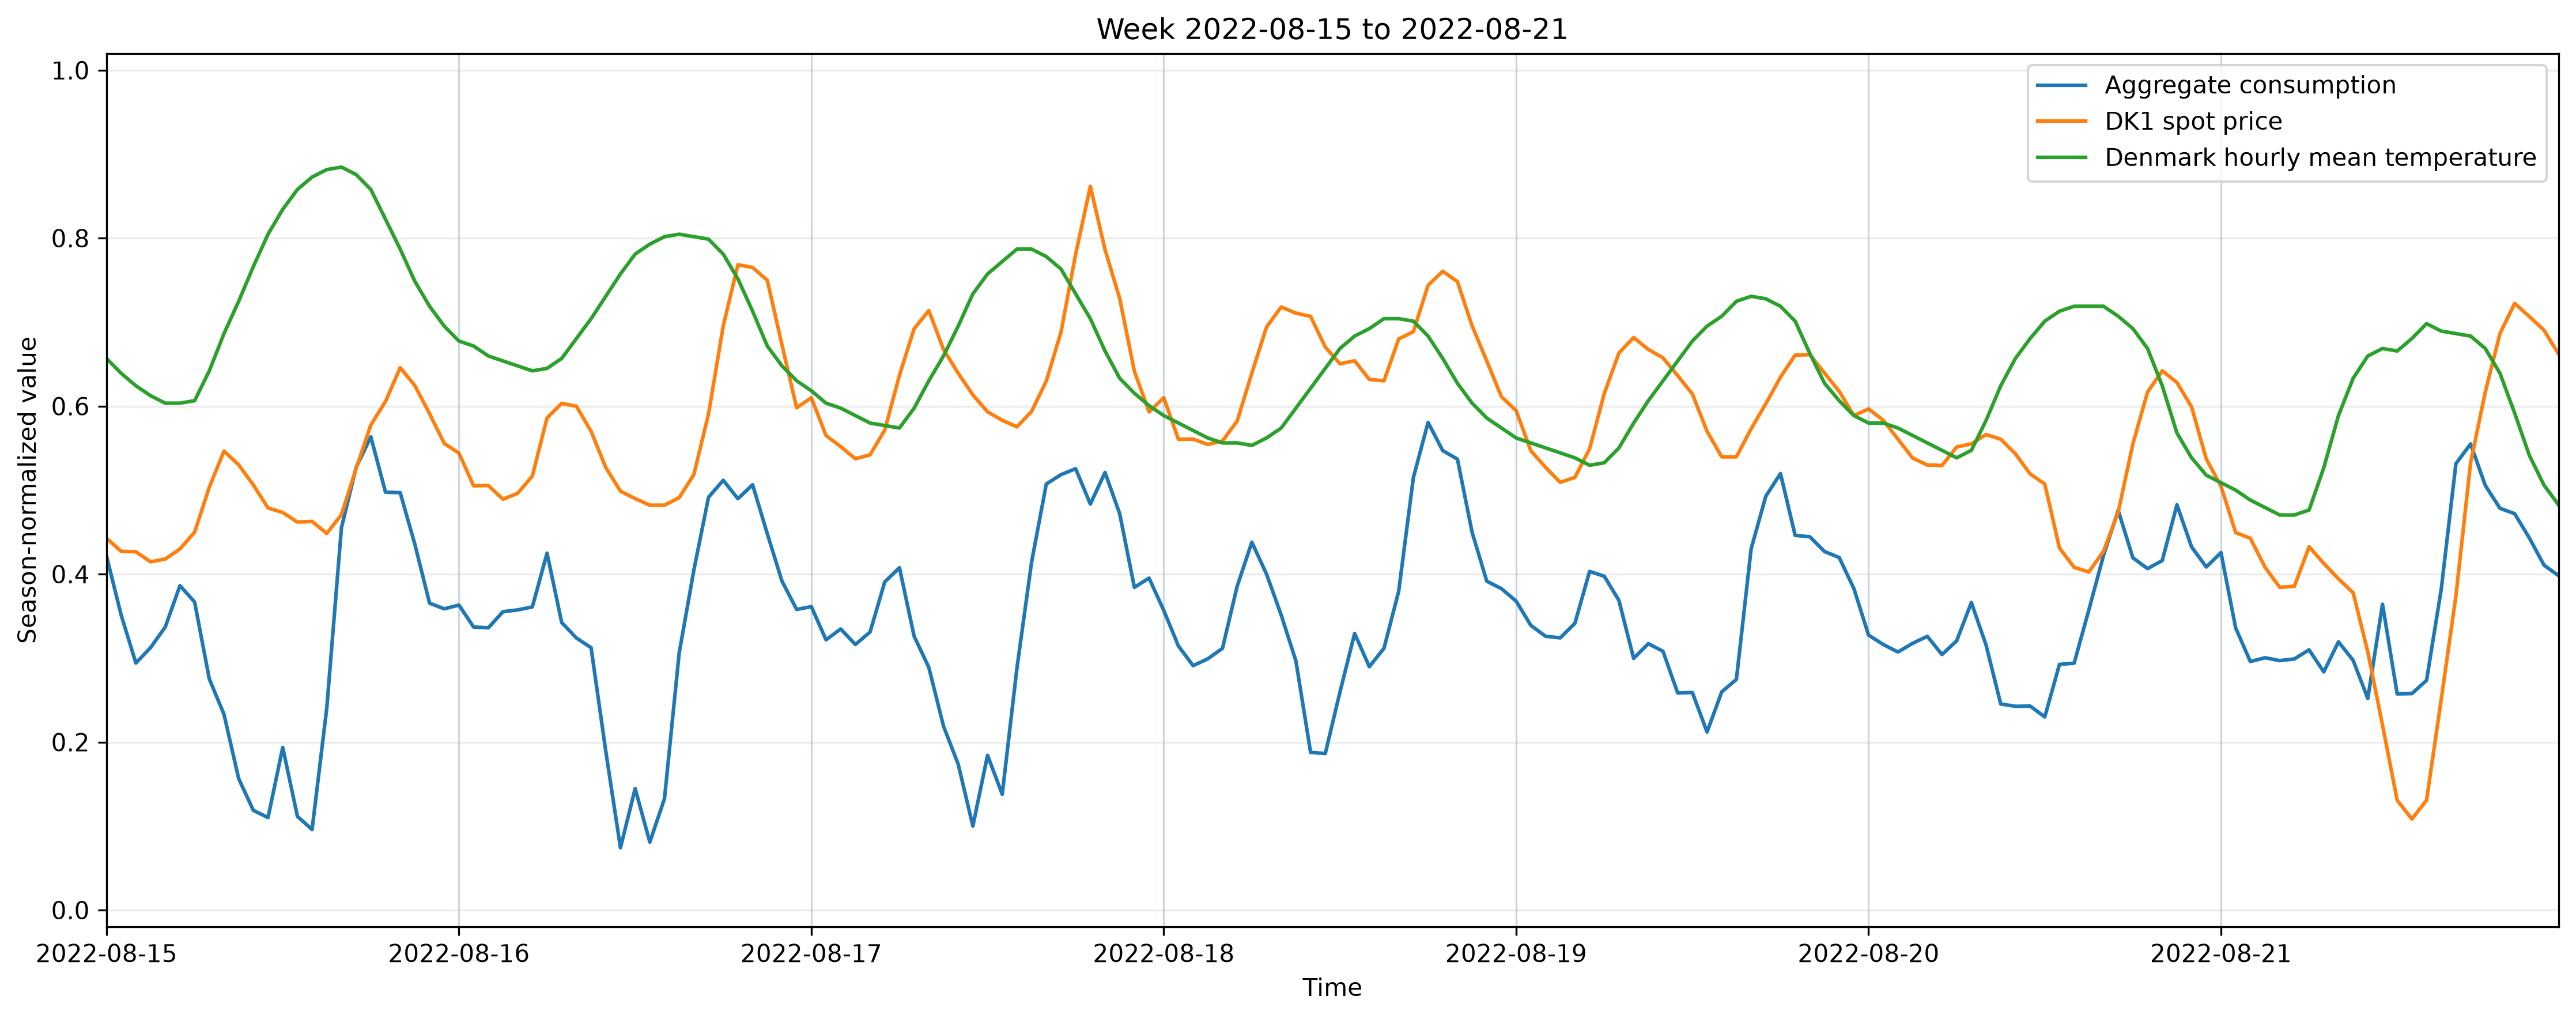 Week 2022-08-15 to 2022-08-21
Season-normalized value
1.0
0.8
0.6
0.4
0.2
0.0
Aggregate consumption
DK1 spot price
Denmark hourly mean temperature
2022-08-15
2022-08-16
2022-08-17
2022-08-18
2022-08-19
2022-08-20
2022-08-21
Time